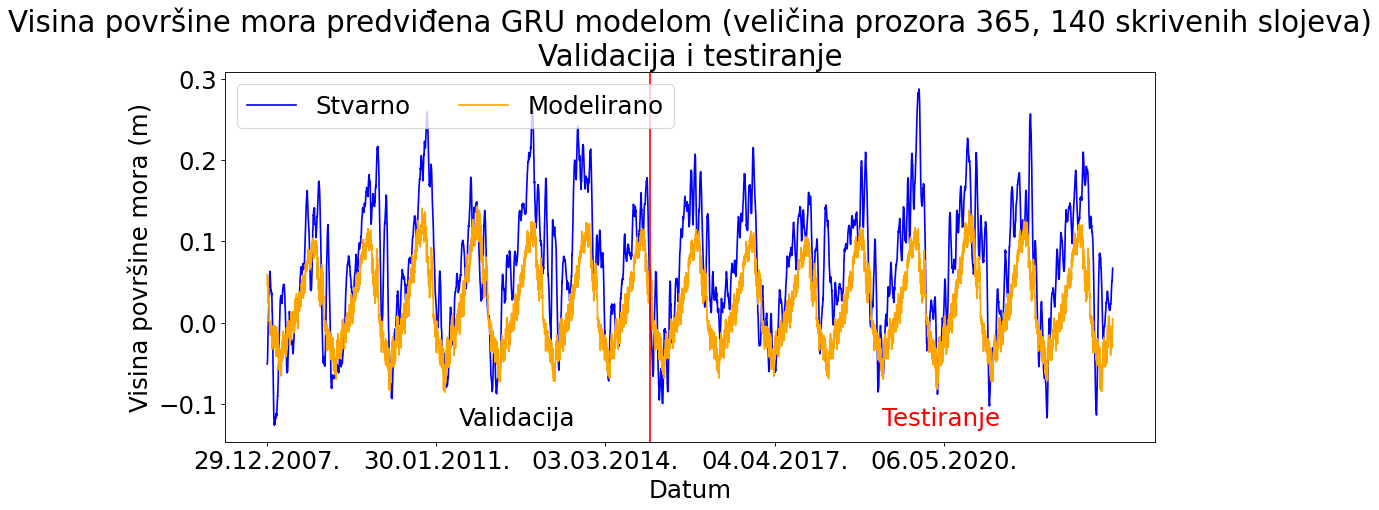 Visina površine mora predviđena GRU modelom (veličina prozora 365, 140 skrivenih slojeva)
Validacija i testiranje
Stvarno
Modelirano
Visina površine mora (m)
0.3
0.2
0.1
0.0
−0.1
Validacija
Testiranje
29.12.2007.
30.01.2011.
03.03.2014.
04.04.2017.
06.05.2020.
Datum